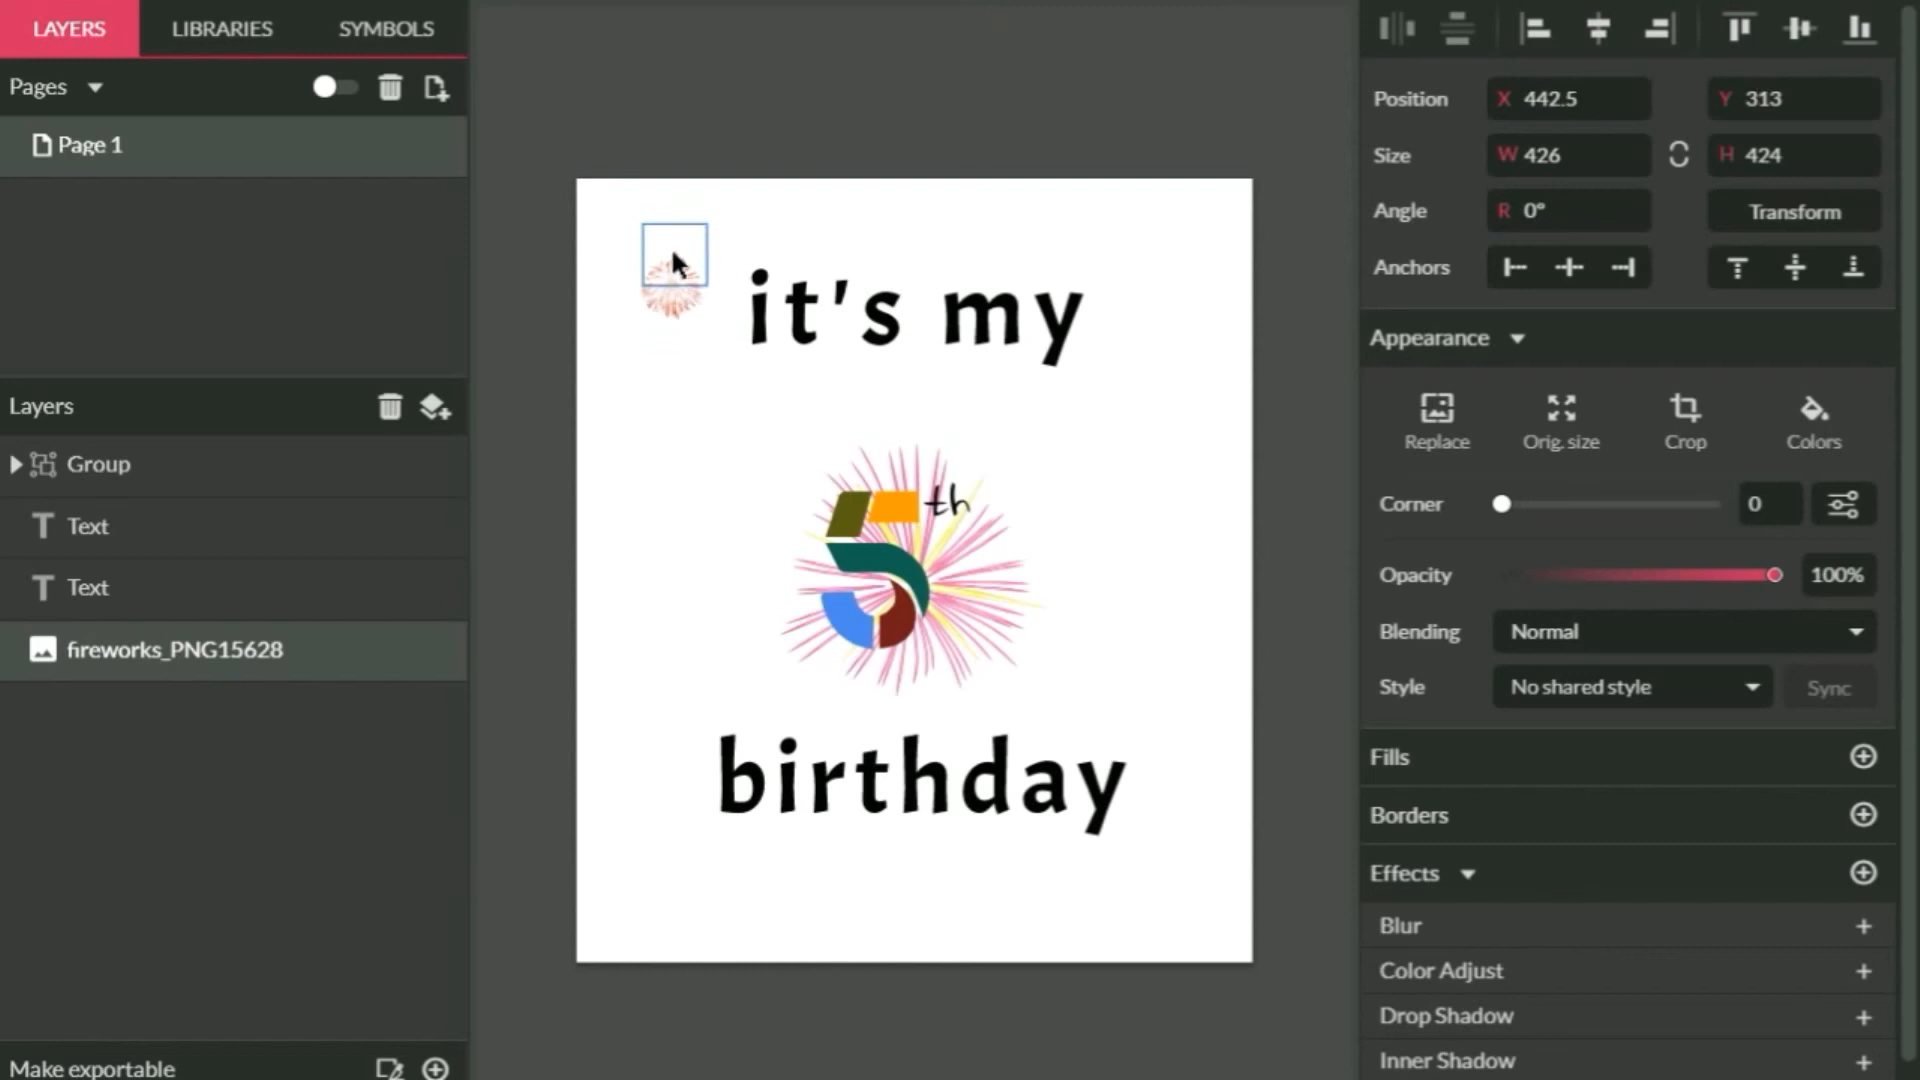 LAYERS
LIBRARIES
SYMBOLS
Pages
Page 1
Layers
Group
T Text
T Text
fireworks_PNG15628
Make exportable
it's my
5 th
birthday
Position X 442.5 Y 313
Size W 426 H 424
Angle R 0° Transform
Anchors
Appearance
Replace Orig. size Crop Colors
Corner 0
Opacity 100%
Blending Normal
Style No shared style Sync
Fills
Borders
Effects
Blur +
Color Adjust +
Drop Shadow +
Inner Shadow +